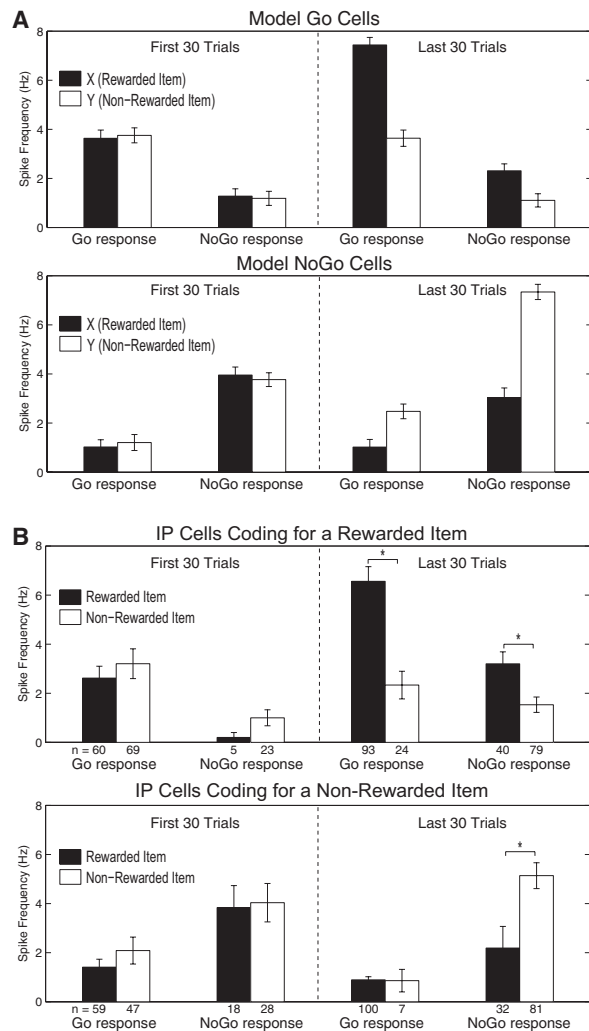 A
Model Go Cells
First 30 Trials
Last 30 Trials
X (Rewarded Item)
Y (Non-Rewarded Item)
Spike Frequency (Hz)
8
6
4
2
0
Go response
NoGo response
Go response
NoGo response
Model NoGo Cells
First 30 Trials
Last 30 Trials
X (Rewarded Item)
Y (Non-Rewarded Item)
Spike Frequency (Hz)
8
6
4
2
0
Go response
NoGo response
Go response
NoGo response
B
IP Cells Coding for a Rewarded Item
First 30 Trials
Last 30 Trials
Rewarded Item
Non-Rewarded Item
Spike Frequency (Hz)
8
6
4
2
0
*
*
n = 60 69 5 23 93 24 40 79
Go response
NoGo response
Go response
NoGo response
IP Cells Coding for a Non-Rewarded Item
First 30 Trials
Last 30 Trials
Rewarded Item
Non-Rewarded Item
Spike Frequency (Hz)
8
6
4
2
0
*
n = 59 47 18 28 100 7 32 81
Go response
NoGo response
Go response
NoGo response